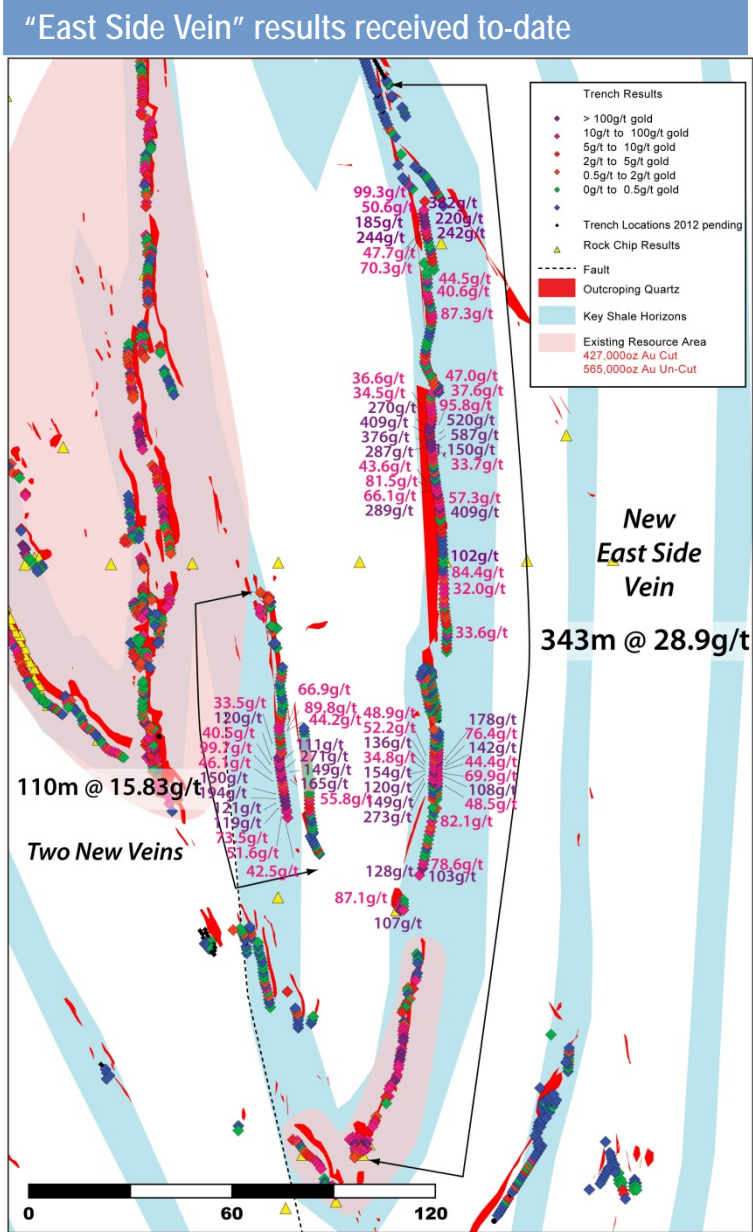 “East Side Vein” results received to-date
Trench Results
> 100g/t gold
10g/t to 100g/t gold
5g/t to 10g/t gold
2g/t to 5g/t gold
0.5g/t to 2g/t gold
0g/t to 0.5g/t gold
Trench Locations 2012 pending
Rock Chip Results
Fault
Outcroping Quartz
Key Shale Horizons
Existing Resource Area
427,000oz Au Cut
565,000oz Au Un-Cut
99.3g/t
50.6g/t
185g/t
244g/t
47.7g/t
70.3g/t
382g/t
220g/t
242g/t
44.5g/t
40.6g/t
87.3g/t
36.6g/t
34.5g/t
270g/t
409g/t
376g/t
287g/t
43.6g/t
81.5g/t
66.1g/t
289g/t
47.0g/t
37.6g/t
95.8g/t
520g/t
587g/t
1,150g/t
33.7g/t
57.3g/t
409g/t
102g/t
84.4g/t
32.0g/t
33.6g/t
New
East Side
Vein
343m @ 28.9g/t
33.5g/t
120g/t
40.5g/t
99.7g/t
46.1g/t
150g/t
194g/t
121g/t
119g/t
73.5g/t
51.6g/t
42.5g/t
66.9g/t
89.8g/t
44.2g/t
111g/t
271g/t
149g/t
165g/t
55.8g/t
48.9g/t
52.2g/t
136g/t
34.8g/t
154g/t
120g/t
149g/t
273g/t
178g/t
76.4g/t
142g/t
44.4g/t
69.9g/t
108g/t
48.5g/t
82.1g/t
110m @ 15.83g/t
Two New Veins
128g/t
78.6g/t
103g/t
87.1g/t
107g/t
0 60 120